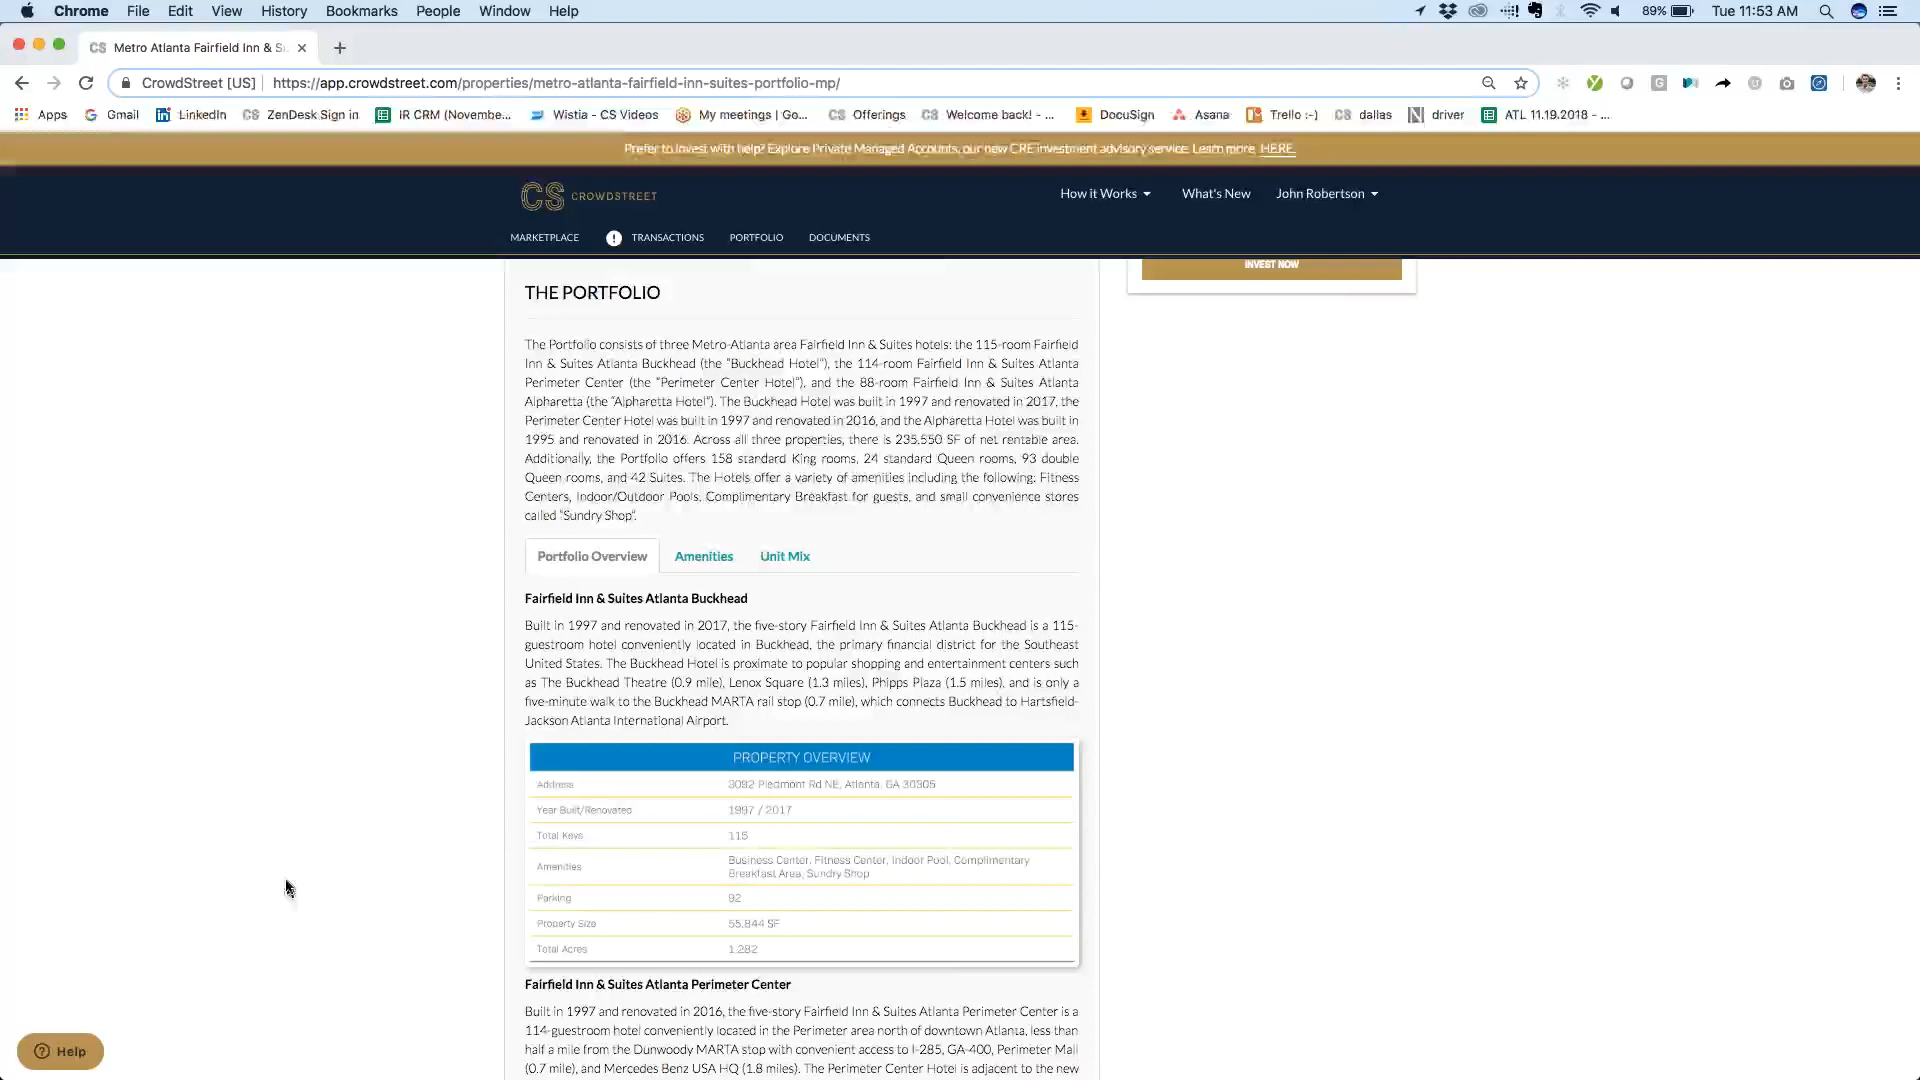 Chrome File Edit View History Bookmarks People Window Help 89% Tue 11:53 AM
CS Metro Atlanta Fairfield Inn & S
CrowdStreet [US] https://app.crowdstreet.com/properties/metro-atlanta-fairfield-inn-suites-portfolio-mp/
Apps Gmail LinkedIn ZenDesk Sign in IR CRM (Novembe... Wistia - CS Videos My meetings | Go... Offerings Welcome back! - ... DocuSign Asana Trello :-) dallas driver ATL 11.19.2018 - ...
Prefer to invest with help? Explore Private Managed Accounts, our new CRE investment advisory service. Learn more HERE.
CS CROWDSTREET How it Works What's New John Robertson
MARKETPLACE ! TRANSACTIONS PORTFOLIO DOCUMENTS
INVEST NOW
THE PORTFOLIO
The Portfolio consists of three Metro-Atlanta area Fairfield Inn & Suites hotels: the 115-room Fairfield
Inn & Suites Atlanta Buckhead (the "Buckhead Hotel"), the 114-room Fairfield Inn & Suites Atlanta
Perimeter Center (the "Perimeter Center Hotel"), and the 88-room Fairfield Inn & Suites Atlanta
Alpharetta (the "Alpharetta Hotel"). The Buckhead Hotel was built in 1997 and renovated in 2017, the
Perimeter Center Hotel was built in 1997 and renovated in 2016, and the Alpharetta Hotel was built in
1995 and renovated in 2016. Across all three properties, there is 235,550 SF of net rentable area.
Additionally, the Portfolio offers 158 standard King rooms, 24 standard Queen rooms, 93 double
Queen rooms, and 42 Suites. The Hotels offer a variety of amenities including the following: Fitness
Centers, Indoor/Outdoor Pools, Complimentary Breakfast for guests, and small convenience stores
called "Sundry Shop".
Portfolio Overview Amenities Unit Mix
Fairfield Inn & Suites Atlanta Buckhead
Built in 1997 and renovated in 2017, the five-story Fairfield Inn & Suites Atlanta Buckhead is a 115-
guestroom hotel conveniently located in Buckhead, the primary financial district for the Southeast
United States. The Buckhead Hotel is proximate to popular shopping and entertainment centers such
as The Buckhead Theatre (0.9 mile), Lenox Square (1.3 miles), Phipps Plaza (1.5 miles), and is only a
five-minute walk to the Buckhead MARTA rail stop (0.7 mile), which connects Buckhead to Hartsfield-
Jackson Atlanta International Airport.
PROPERTY OVERVIEW
Address 3092 Piedmont Rd NE, Atlanta, GA 30305
Year Built/Renovated 1997 / 2017
Total Keys 115
Amenities Business Center, Fitness Center, Indoor Pool, Complimentary
Breakfast Area, Sundry Shop
Parking 92
Property Size 55,844 SF
Total Acres 1.282
Fairfield Inn & Suites Atlanta Perimeter Center
Built in 1997 and renovated in 2016, the five-story Fairfield Inn & Suites Atlanta Perimeter Center is a
114-guestroom hotel conveniently located in the Perimeter area north of downtown Atlanta, less than
half a mile from the Dunwoody MARTA stop with convenient access to I-285, GA-400, Perimeter Mall
(0.7 mile), and Mercedes Benz USA HQ (1.8 miles). The Perimeter Center Hotel is adjacent to the new
Help